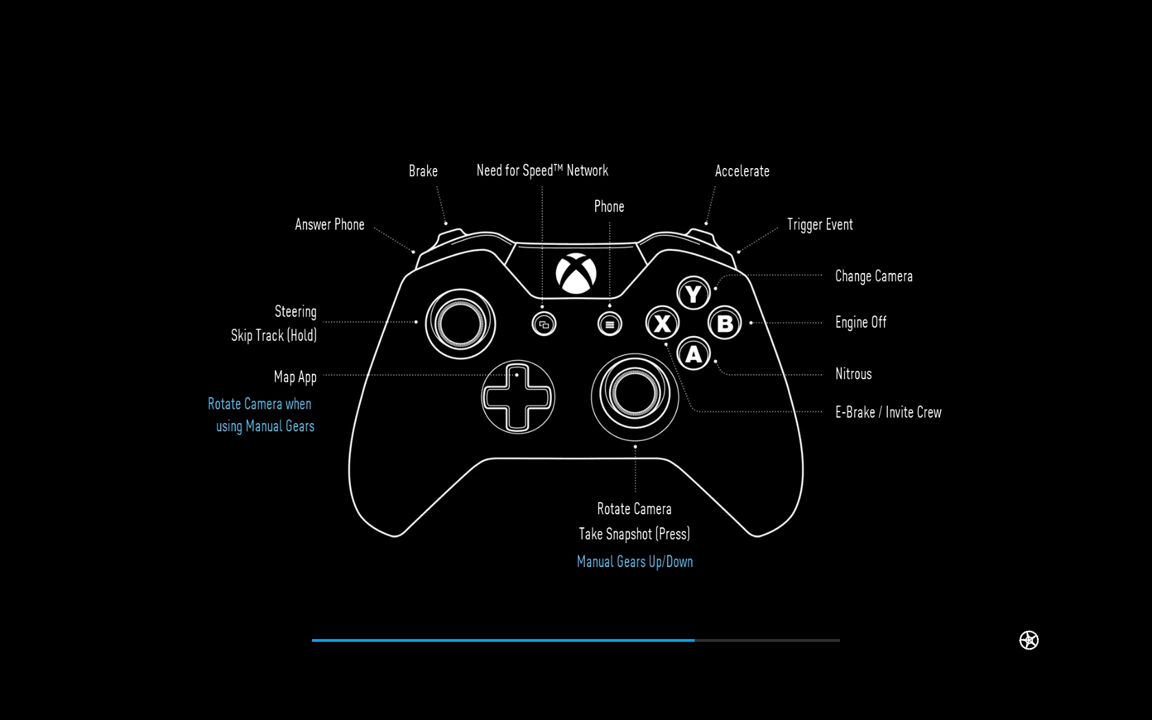 Brake
Need for Speed™ Network
Accelerate
Phone
Answer Phone
Trigger Event
Change Camera
Y
Steering
X
B
Engine Off
Skip Track (Hold)
A
Map App
Nitrous
Rotate Camera when
using Manual Gears
E-Brake / Invite Crew
Rotate Camera
Take Snapshot (Press)
Manual Gears Up/Down